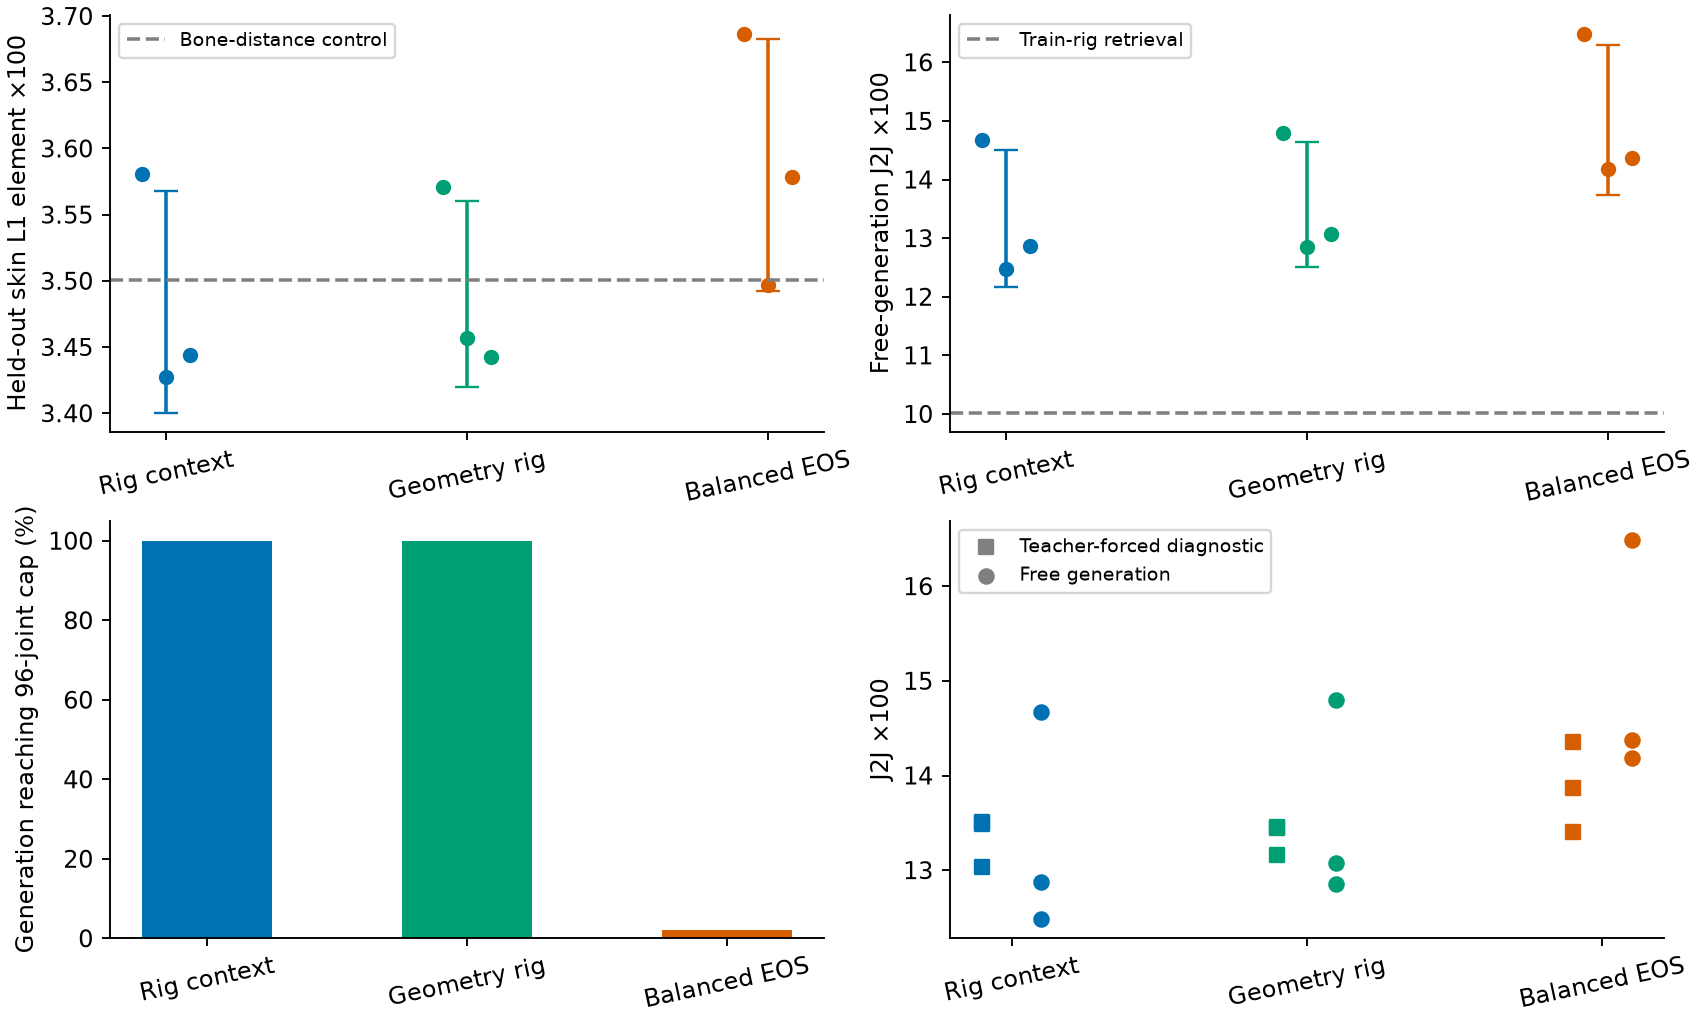 Held-out skin L1 element ×100
3.70
3.65
3.60
3.55
3.50
3.45
3.40
Bone-distance control
Rig context
Geometry rig
Balanced EOS
Free-generation J2J ×100
16
15
14
13
12
11
10
Train-rig retrieval
Rig context
Geometry rig
Balanced EOS
Generation reaching 96-joint cap (%)
100
80
60
40
20
0
Rig context
Geometry rig
Balanced EOS
J2J ×100
16
15
14
13
Teacher-forced diagnostic
Free generation
Rig context
Geometry rig
Balanced EOS